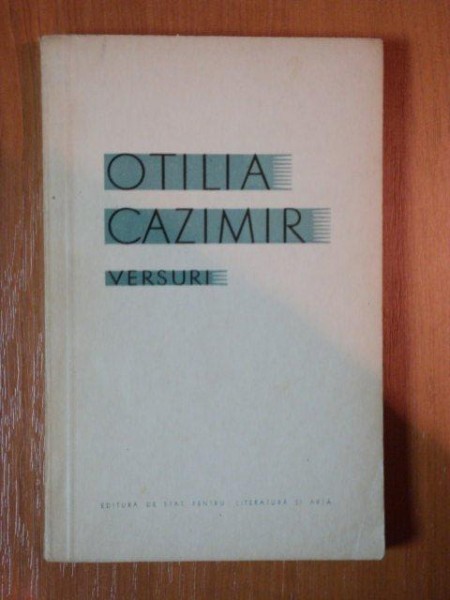 OTILIA
CAZIMIR
VERSURI
EDITURA DE STAT PENTRU LITERATURĂ ȘI ARTĂ